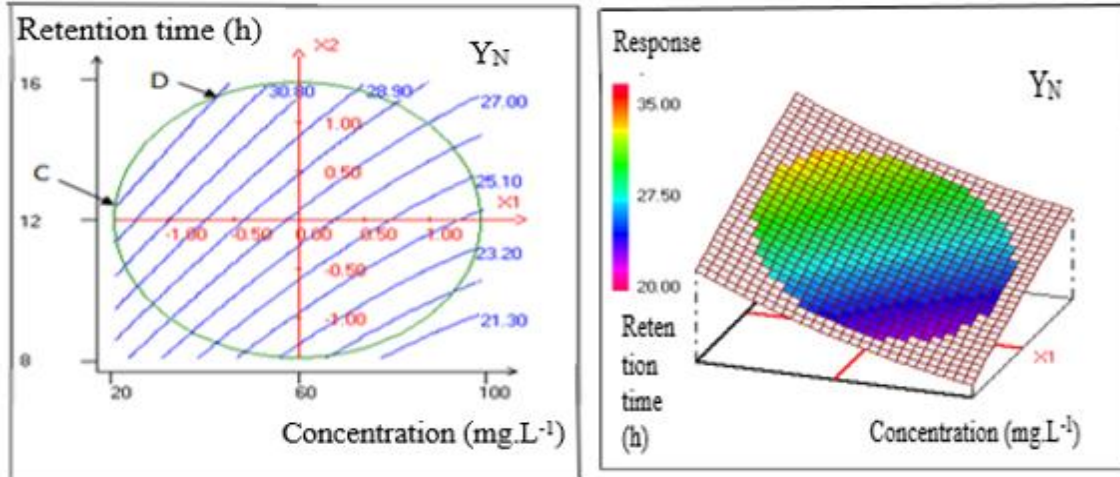 Retention time (h)
Y_N
X2
16
D
30.80
28.90
27.00
1.00
0.50
C
25.10
X1
12
-1.00
-0.50
0.00
0.50
1.00
-0.50
23.20
-1.00
21.30
8
20
60
100
Concentration (mg.L⁻¹)
Response
Y_N
35.00
27.50
20.00
Reten
tion
time
(h)
X1
Concentration (mg.L⁻¹)